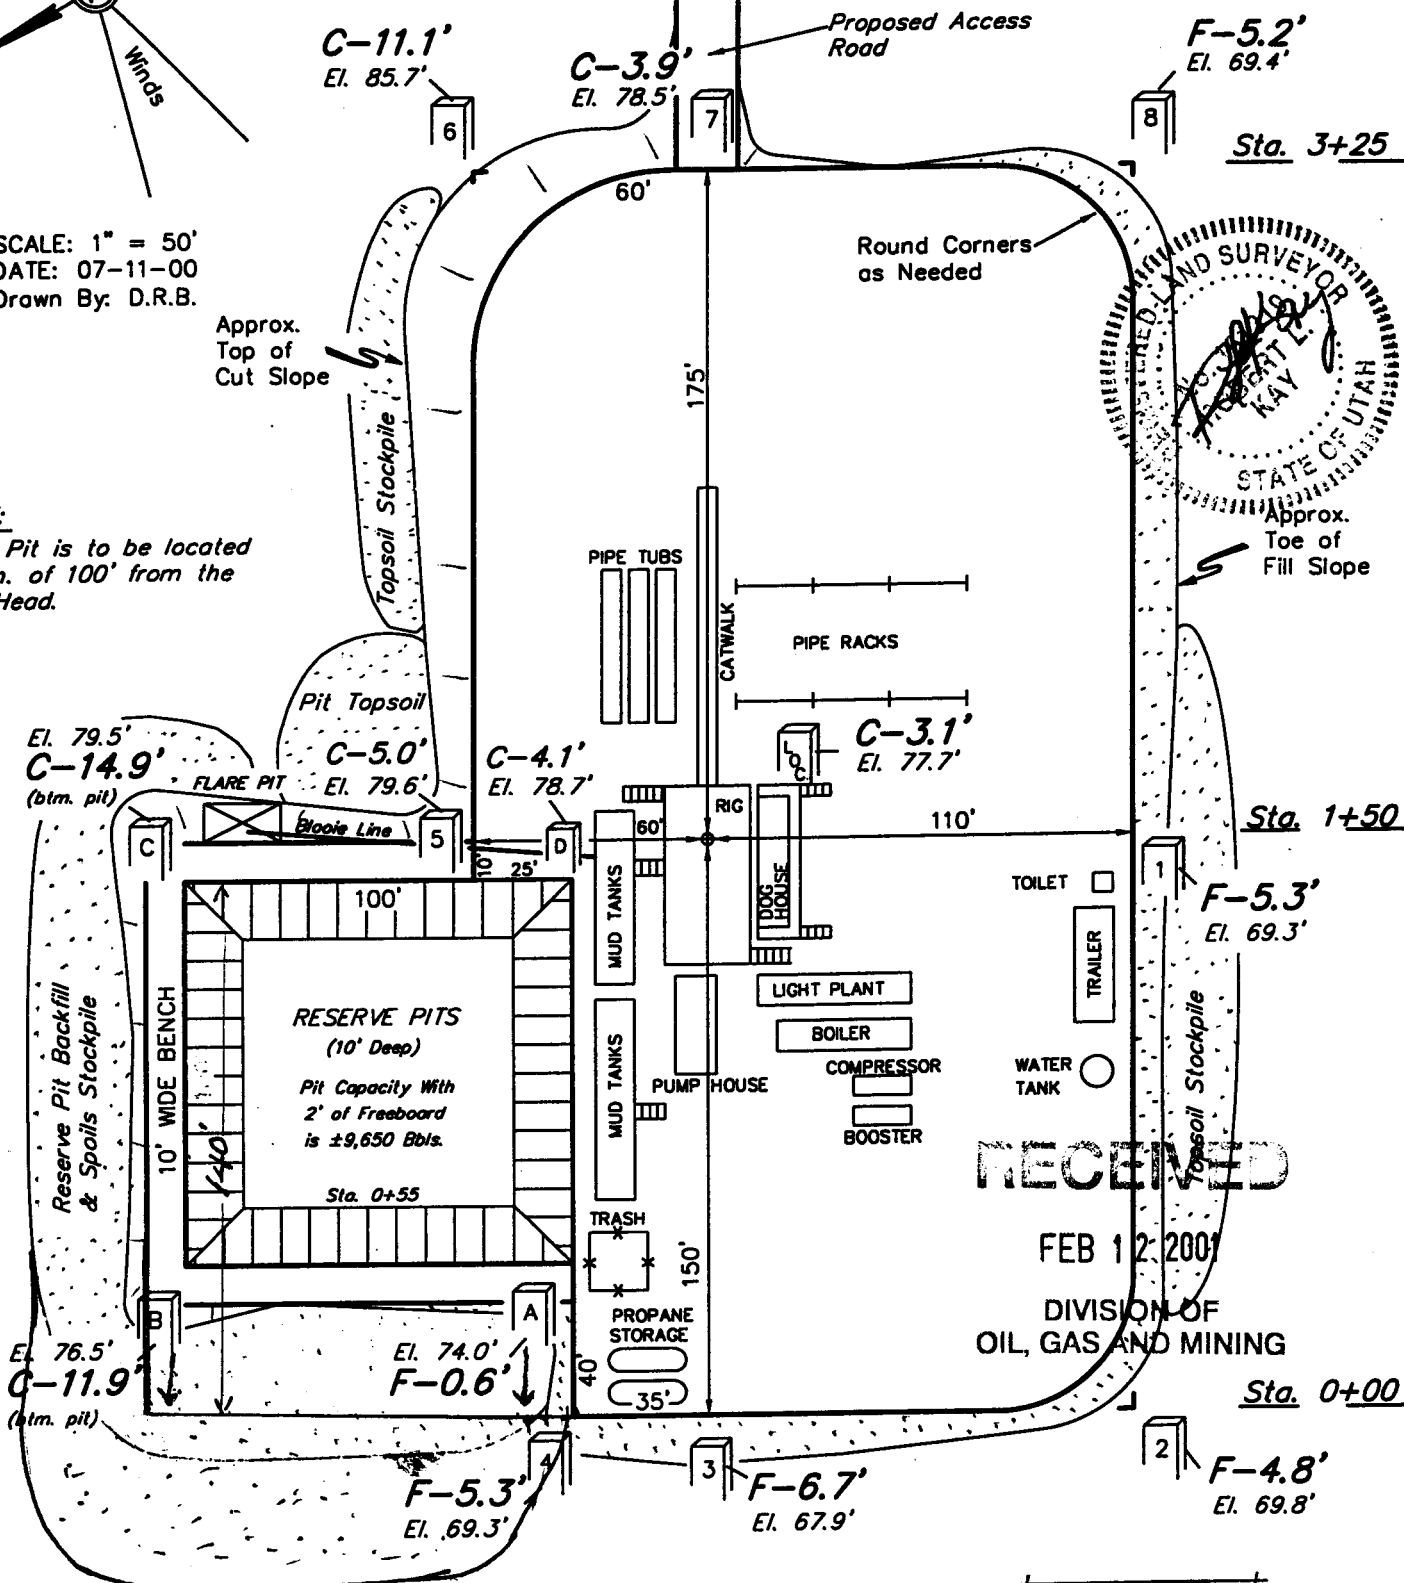 Winds
C-11.1'
El. 85.7'
C-3.9'
El. 78.5'
Proposed Access
Road
F-5.2'
El. 69.4'
6
7
8
Sta. 3+25
60'
SCALE: 1" = 50'
DATE: 07-11-00
Drawn By: D.R.B.
Round Corners
as Needed
LAND SURVEYOR
ROBERT L.
KAY
STATE OF UTAH
Approx.
Top of
Cut Slope
175'
Topsoil Stockpile
Pit is to be located
of 100' from the
Head.
Approx.
Toe of
Fill Slope
PIPE TUBS
CATWALK
PIPE RACKS
Pit Topsoil
El. 79.5'
C-14.9'
(btm. pit)
FLARE PIT
C-5.0'
El. 79.6'
C-4.1'
El. 78.7'
LOC.
C-3.1'
El. 77.7'
RIG
Blooie Line
C
5
D
60'
110'
Sta. 1+50
10'
25'
1
F-5.3'
El. 69.3'
100'
MUD TANKS
DOG
HOUSE
TOILET
TRAILER
LIGHT PLANT
BOILER
COMPRESSOR
BOOSTER
PUMP HOUSE
WATER
TANK
Topsoil Stockpile
Reserve Pit Backfill
& Spoils Stockpile
10' WIDE BENCH
140'
RESERVE PITS
(10' Deep)
Pit Capacity With
2' of Freeboard
is ±9,650 Bbls.
Sta. 0+55
MUD TANKS
TRASH
RECEIVED
FEB 12 2001
DIVISION OF
OIL, GAS AND MINING
150'
PROPANE
STORAGE
40'
35'
B
A
El. 76.5'
C-11.9'
(btm. pit)
El. 74.0'
F-0.6'
Sta. 0+00
4
3
2
F-5.3'
El. 69.3'
F-6.7'
El. 67.9'
F-4.8'
El. 69.8'